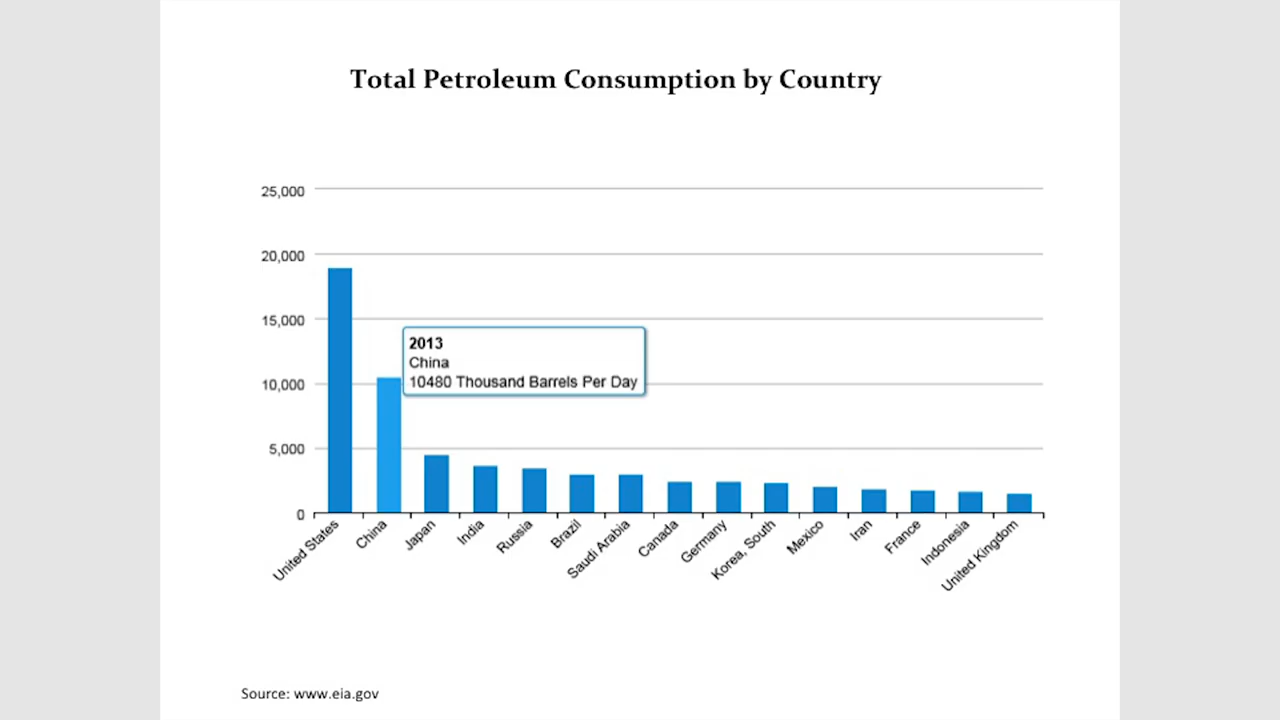 Total Petroleum Consumption by Country
25,000
20,000
15,000
10,000
5,000
0
2013
China
10480 Thousand Barrels Per Day
United States
China
Japan
India
Russia
Brazil
Saudi Arabia
Canada
Germany
Korea, South
Mexico
Iran
France
Indonesia
United Kingdom
Source: www.eia.gov